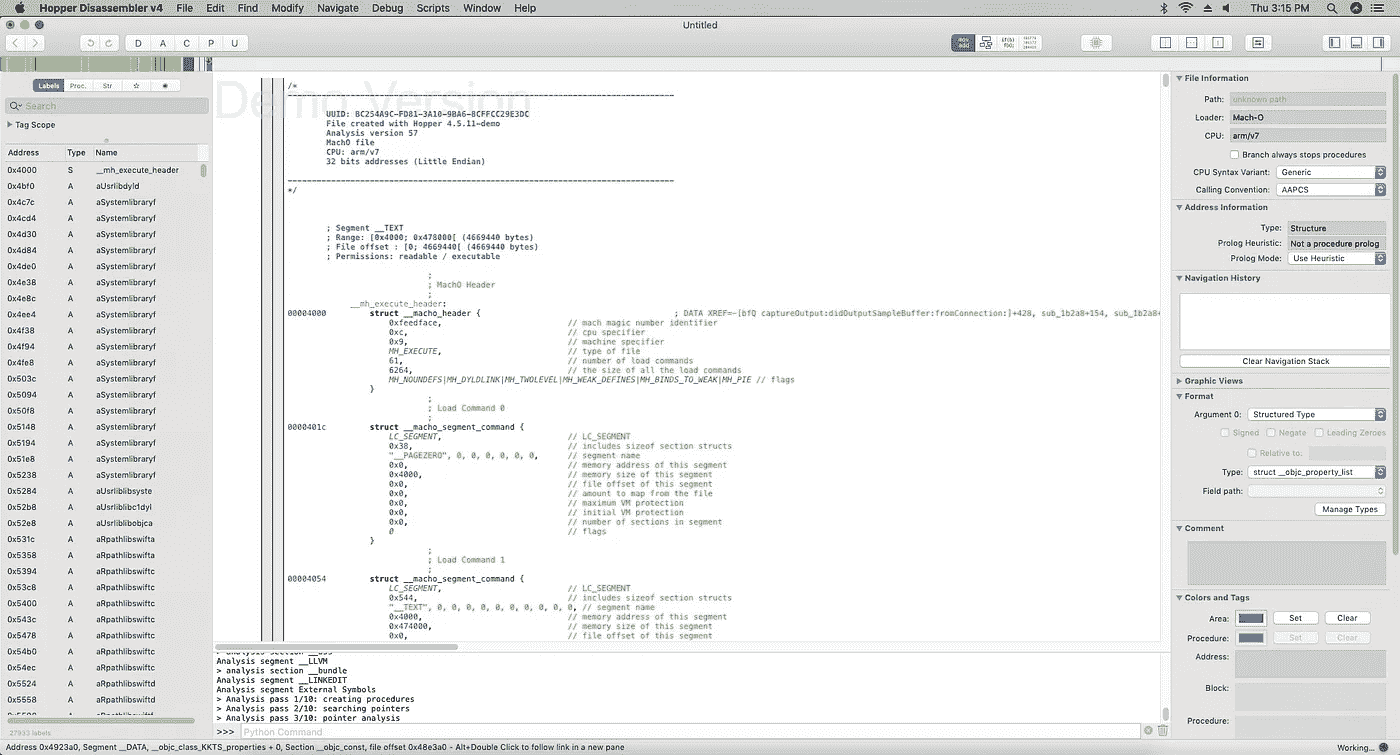 Hopper Disassembler v4 File Edit Find Modify Navigate Debug Scripts Window Help Thu 3:15 PM
Untitled
D A C P U
Labels Proc. Str
Search
Tag Scope
Address Type Name
0x4000 S __mh_execute_header
0x4bf0 A aUsrlibdyld
0x4c7c A aSystemlibraryf
0x4cd4 A aSystemlibraryf
0x4d30 A aSystemlibraryf
0x4d84 A aSystemlibraryf
0x4de0 A aSystemlibraryf
0x4e38 A aSystemlibraryf
0x4e8c A aSystemlibraryf
0x4ee4 A aSystemlibraryf
0x4f38 A aSystemlibraryf
0x4f94 A aSystemlibraryf
0x4fe8 A aSystemlibraryf
0x503c A aSystemlibraryf
0x5094 A aSystemlibraryf
0x50f8 A aSystemlibraryf
0x5148 A aSystemlibraryf
0x5194 A aSystemlibraryf
0x51e8 A aSystemlibraryf
0x5238 A aSystemlibraryf
0x5284 A aUsrliblibsyste
0x52b8 A aUsrliblibc1dyl
0x52e8 A aUsrliblibobjca
0x531c A aRpathlibswifta
0x5358 A aRpathlibswiftc
0x5394 A aRpathlibswiftc
0x53c8 A aRpathlibswiftc
0x5400 A aRpathlibswiftc
0x543c A aRpathlibswiftc
0x5478 A aRpathlibswiftc
0x54b0 A aRpathlibswiftc
0x54ec A aRpathlibswiftc
0x5524 A aRpathlibswiftd
0x5558 A aRpathlibswiftf
27933 labels
Demo Version
/*
UUID: BC254A9C-FD81-3A10-9BA6-8CFFCC29E3DC
File created with Hopper 4.5.11-demo
Analysis version 57
MachO file
CPU: arm/v7
32 bits addresses (Little Endian)
*/
; Segment __TEXT
; Range: [0x4000; 0x478000[ (4669440 bytes)
; File offset : [0; 4669440[ (4669440 bytes)
; Permissions: readable / executable
;
; MachO Header
;
__mh_execute_header:
00004000 struct __macho_header { ; DATA XREF=-[bfQ captureOutput:didOutputSampleBuffer:fromConnection:]+428, sub_1b2a8+154, sub_1b2a8+
0xfeedface, // mach magic number identifier
0xc, // cpu specifier
0x9, // machine specifier
MH_EXECUTE, // type of file
61, // number of load commands
6264, // the size of all the load commands
MH_NOUNDEFS|MH_DYLDLINK|MH_TWOLEVEL|MH_WEAK_DEFINES|MH_BINDS_TO_WEAK|MH_PIE // flags
}
;
; Load Command 0
;
0000401c struct __macho_segment_command {
LC_SEGMENT, // LC_SEGMENT
0x38, // includes sizeof section structs
"__PAGEZERO", 0, 0, 0, 0, 0, 0, // segment name
0x0, // memory address of this segment
0x4000, // memory size of this segment
0x0, // file offset of this segment
0x0, // amount to map from the file
0x0, // maximum VM protection
0x0, // initial VM protection
0x0, // number of sections in segment
0 // flags
}
;
; Load Command 1
;
00004054 struct __macho_segment_command {
LC_SEGMENT, // LC_SEGMENT
0x544, // includes sizeof section structs
"__TEXT", 0, 0, 0, 0, 0, 0, 0, 0, 0, 0, // segment name
0x4000, // memory address of this segment
0x474000, // memory size of this segment
0x0, // file offset of this segment
Analysis segment __LLVM
> analysis section __bundle
Analysis segment __LINKEDIT
Analysis segment External Symbols
> Analysis pass 1/10: creating procedures
> Analysis pass 2/10: searching pointers
> Analysis pass 3/10: pointer analysis
>>> Python Command
Address 0x4923a0, Segment __DATA, __objc_class_KKTS_properties + 0, Section __objc_const, file offset 0x48e3a0 - Alt+Double Click to follow link in a new pane
Working...
File Information
Path: unknown path
Loader: Mach-O
CPU: arm/v7
Branch always stops procedures
CPU Syntax Variant: Generic
Calling Convention: AAPCS
Address Information
Type: Structure
Prolog Heuristic: Not a procedure prolog
Prolog Mode: Use Heuristic
Navigation History
Clear Navigation Stack
Graphic Views
Format
Argument 0: Structured Type
Signed Negate Leading Zeroes
Relative to:
Type: struct __objc_property_list
Field path:
Manage Types
Comment
Colors and Tags
Area: Set Clear
Procedure: Set Clear
Address:
Block:
Procedure: